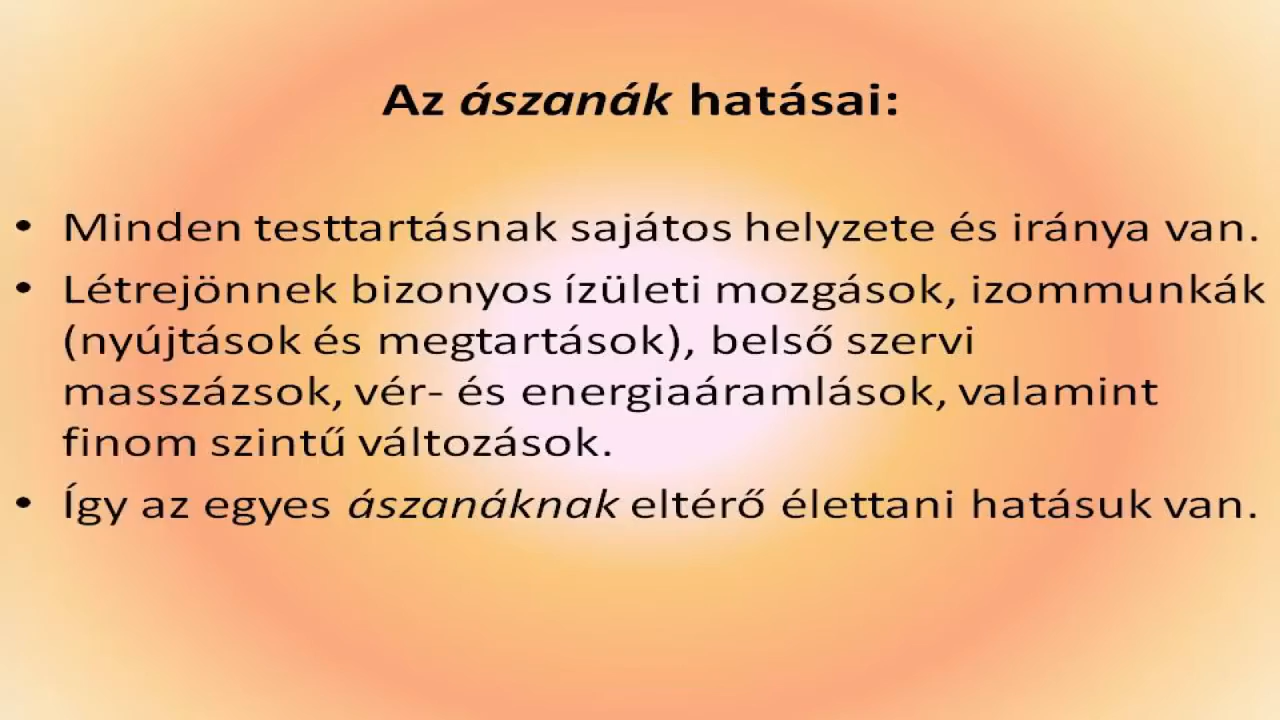 Az ászanák hatásai:
• Minden testtartásnak sajátos helyzete és iránya van.
• Létrejönnek bizonyos ízületi mozgások, izommunkák
(nyújtások és megtartások), belső szervi
masszázsok, vér- és energiaáramlások, valamint
finom szintű változások.
• Így az egyes ászanáknak eltérő élettani hatásuk van.